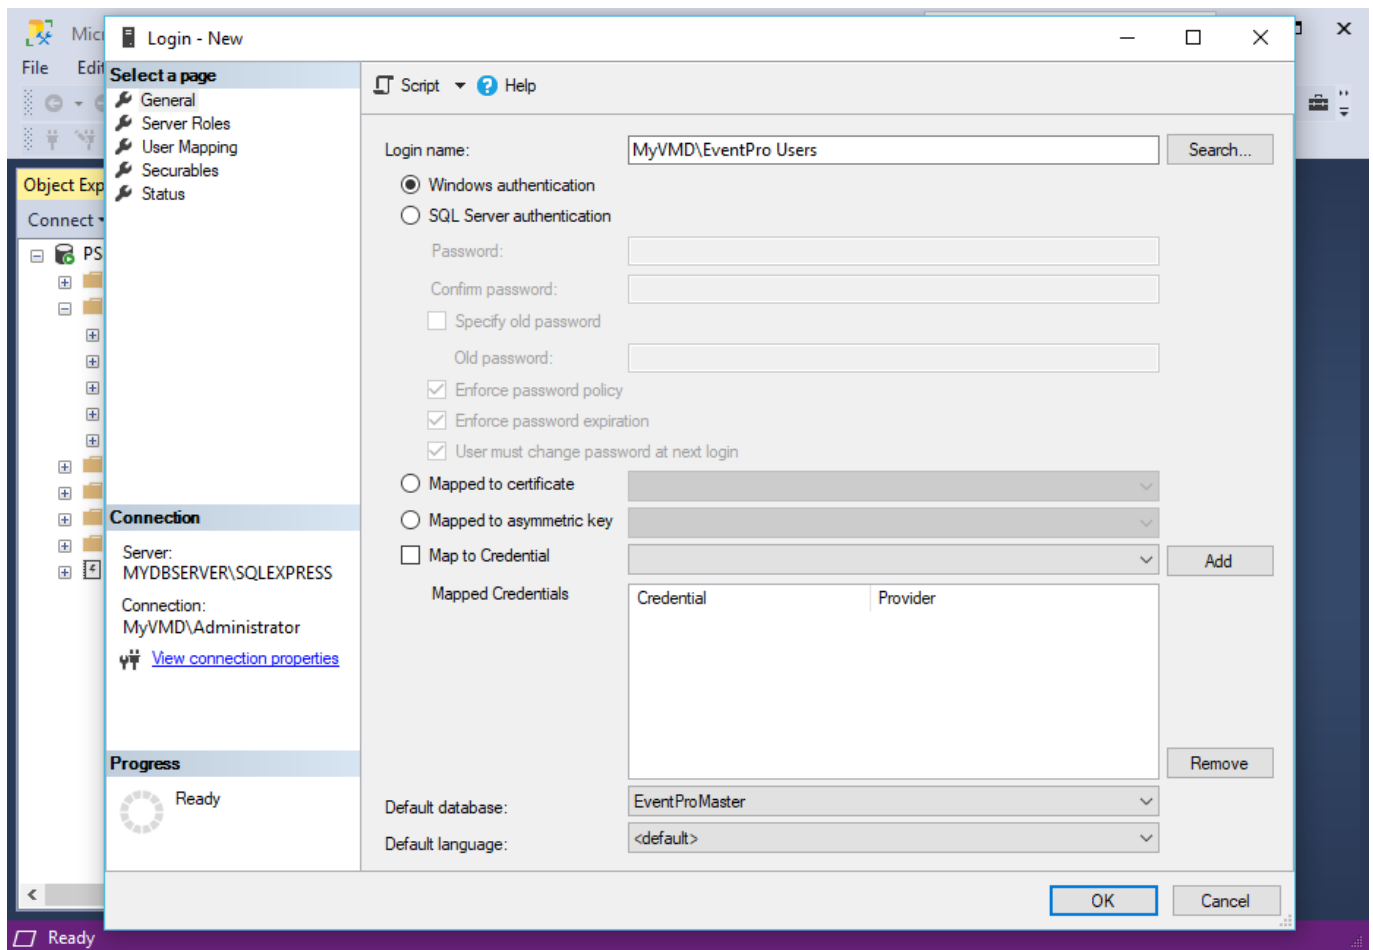 Mic
Login - New
File Edit
Select a page
General
Server Roles
User Mapping
Securables
Status
Script Help
Login name: MyVMD\EventPro Users Search...
Windows authentication
SQL Server authentication
Password:
Confirm password:
Specify old password
Old password:
Enforce password policy
Enforce password expiration
User must change password at next login
Mapped to certificate
Mapped to asymmetric key
Map to Credential Add
Mapped Credentials Credential Provider
Remove
Default database: EventProMaster
Default language: <default>
OK Cancel
Object Exp
Connect
PS
Connection
Server:
MYDBSERVER\SQLEXPRESS
Connection:
MyVMD\Administrator
View connection properties
Progress
Ready
Ready